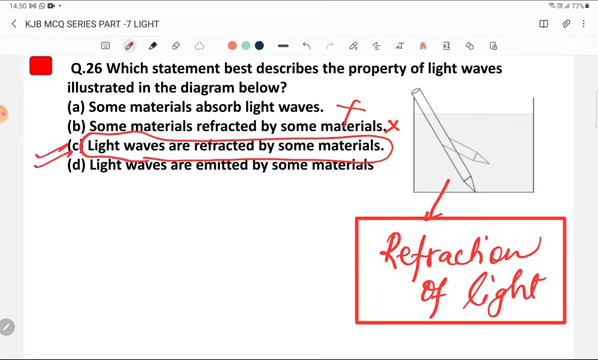 14:50
77%
KJB MCQ SERIES PART -7 LIGHT
Q.26 Which statement best describes the property of light waves
illustrated in the diagram below?
(a) Some materials absorb light waves.
(b) Some materials refracted by some materials.
(c) Light waves are refracted by some materials.
(d) Light waves are emitted by some materials
Refraction
of light